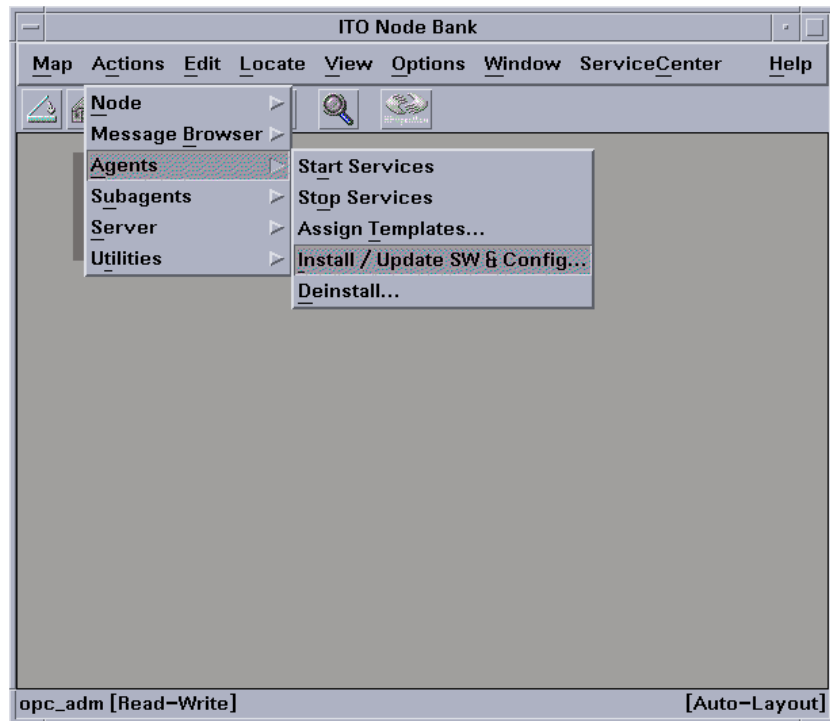 ITO Node Bank
Map Actions Edit Locate View Options Window ServiceCenter Help
Node
Message Browser
Agents
Subagents
Server
Utilities
Start Services
Stop Services
Assign Templates...
Install / Update SW & Config...
Deinstall...
opc_adm [Read-Write] [Auto-Layout]